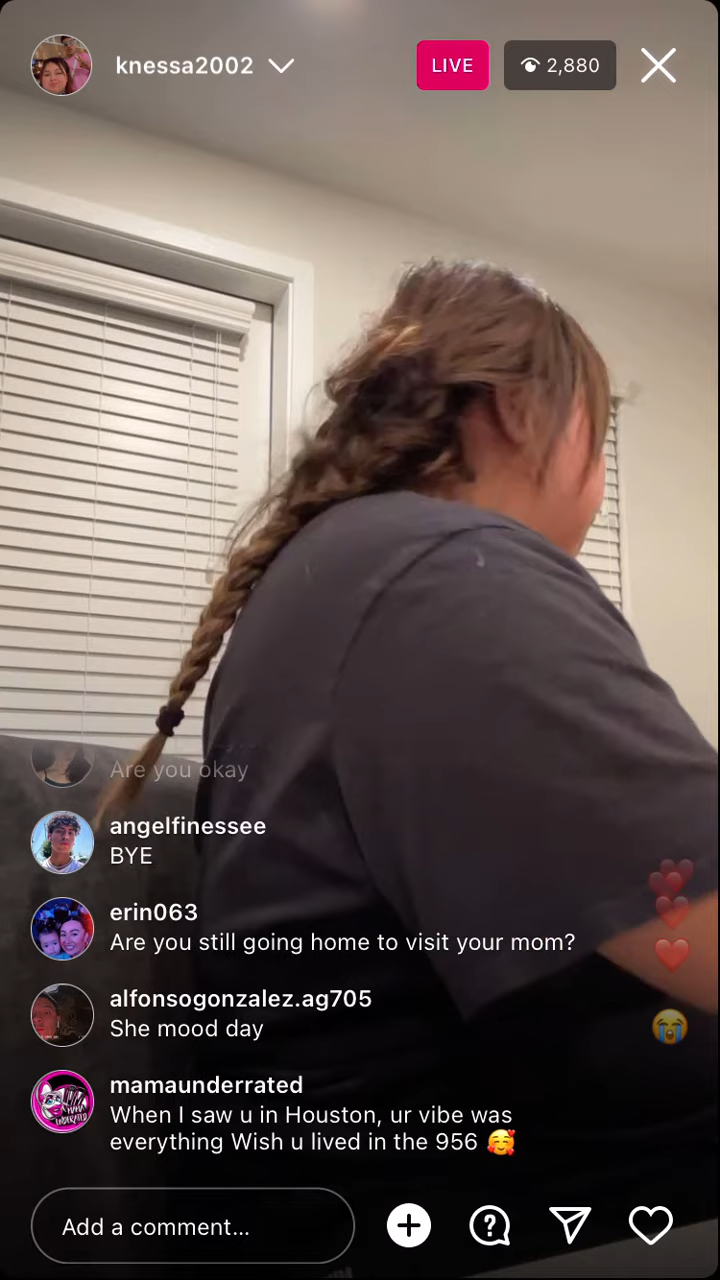 knessa2002
LIVE
2,880
Are you okay
angelfinessee
BYE
erin063
Are you still going home to visit your mom?
alfonsogonzalez.ag705
She mood day
mamaunderrated
When I saw u in Houston, ur vibe was
everything Wish u lived in the 956 🥰
Add a comment...